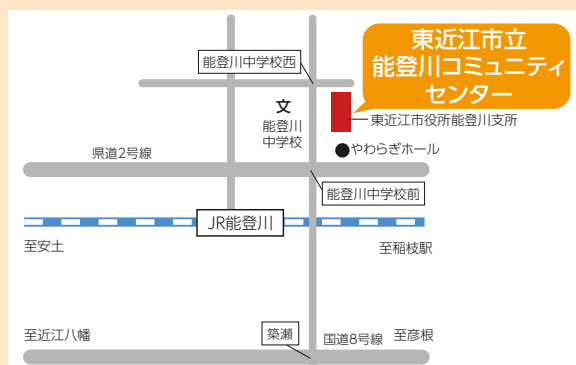 東近江市立
能登川コミュニティ
センター
能登川中学校西
文
能登川
中学校
東近江市役所能登川支所
やわらぎホール
県道2号線
能登川中学校前
JR能登川
至安土
至稲枝駅
至近江八幡
築瀬
国道8号線
至彦根